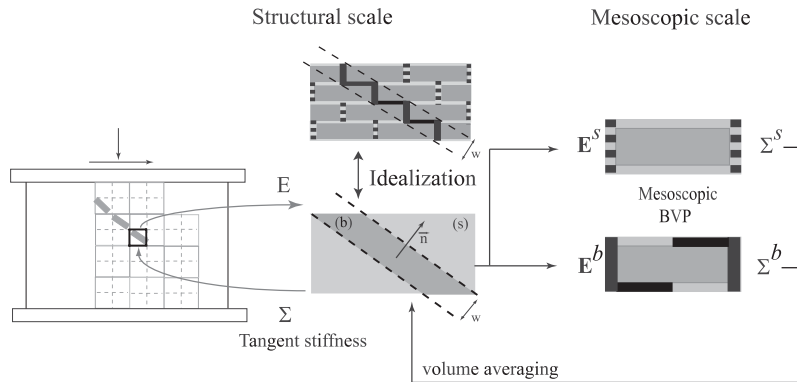 Structural scale
Mesoscopic scale
w
E^s
Σ^s
E
Idealization
Mesoscopic
BVP
(b)
(s)
n̅
E^b
Σ^b
w
Σ
Tangent stiffness
volume averaging